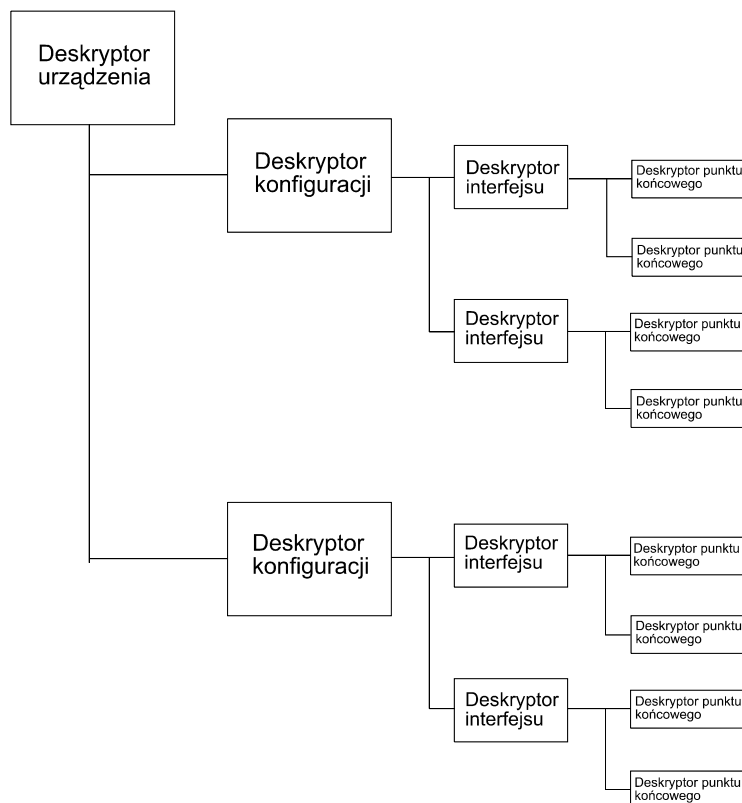 Deskryptor
urządzenia
Deskryptor
konfiguracji
Deskryptor
interfejsu
Deskryptor punktu
końcowego
Deskryptor punktu
końcowego
Deskryptor
interfejsu
Deskryptor punktu
końcowego
Deskryptor punktu
końcowego
Deskryptor
konfiguracji
Deskryptor
interfejsu
Deskryptor punktu
końcowego
Deskryptor punktu
końcowego
Deskryptor
interfejsu
Deskryptor punktu
końcowego
Deskryptor punktu
końcowego